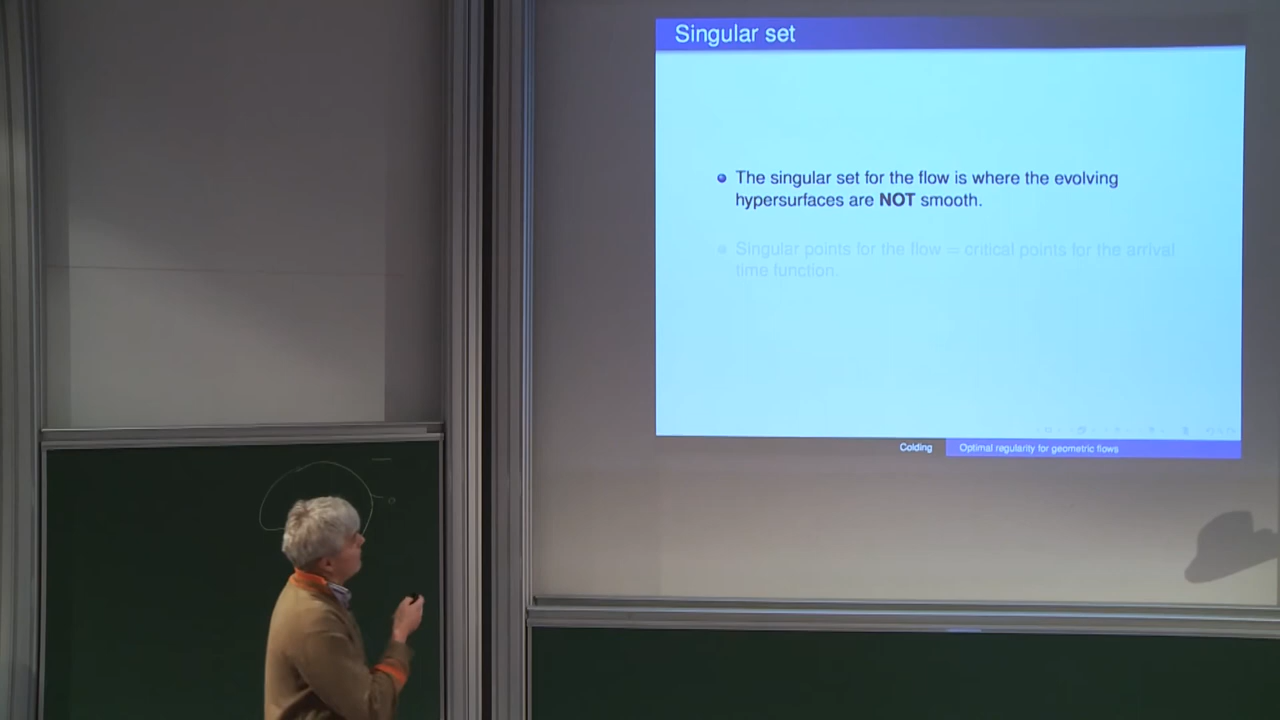 Singular set
The singular set for the flow is where the evolving
hypersurfaces are NOT smooth.
Singular points for the flow = critical points for the arrival
time function.
Colding
Optimal regularity for geometric flows